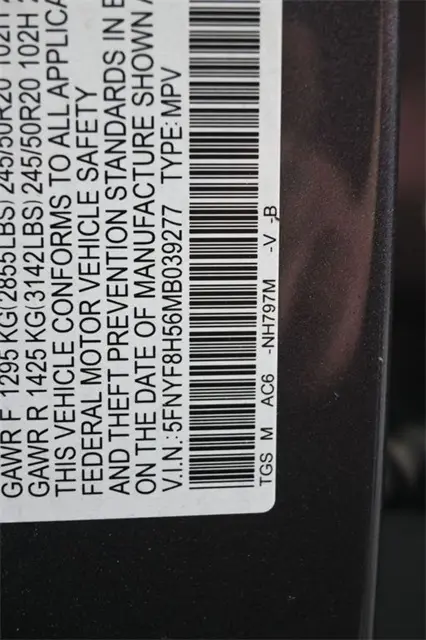 GAWR F 1295 KG(2855LBS) 245/50R20 102H
GAWR R 1425 KG(3142LBS) 245/50R20 102H
THIS VEHICLE CONFORMS TO ALL
FEDERAL MOTOR VEHICLE SAFETY
AND THEFT PREVENTION STANDARDS IN
ON THE DATE OF MANUFACTURE SHOWN
V.I.N.:5FNYF8H56MB039277 TYPE:MPV
TGS M AC6 -NH797M -V -B